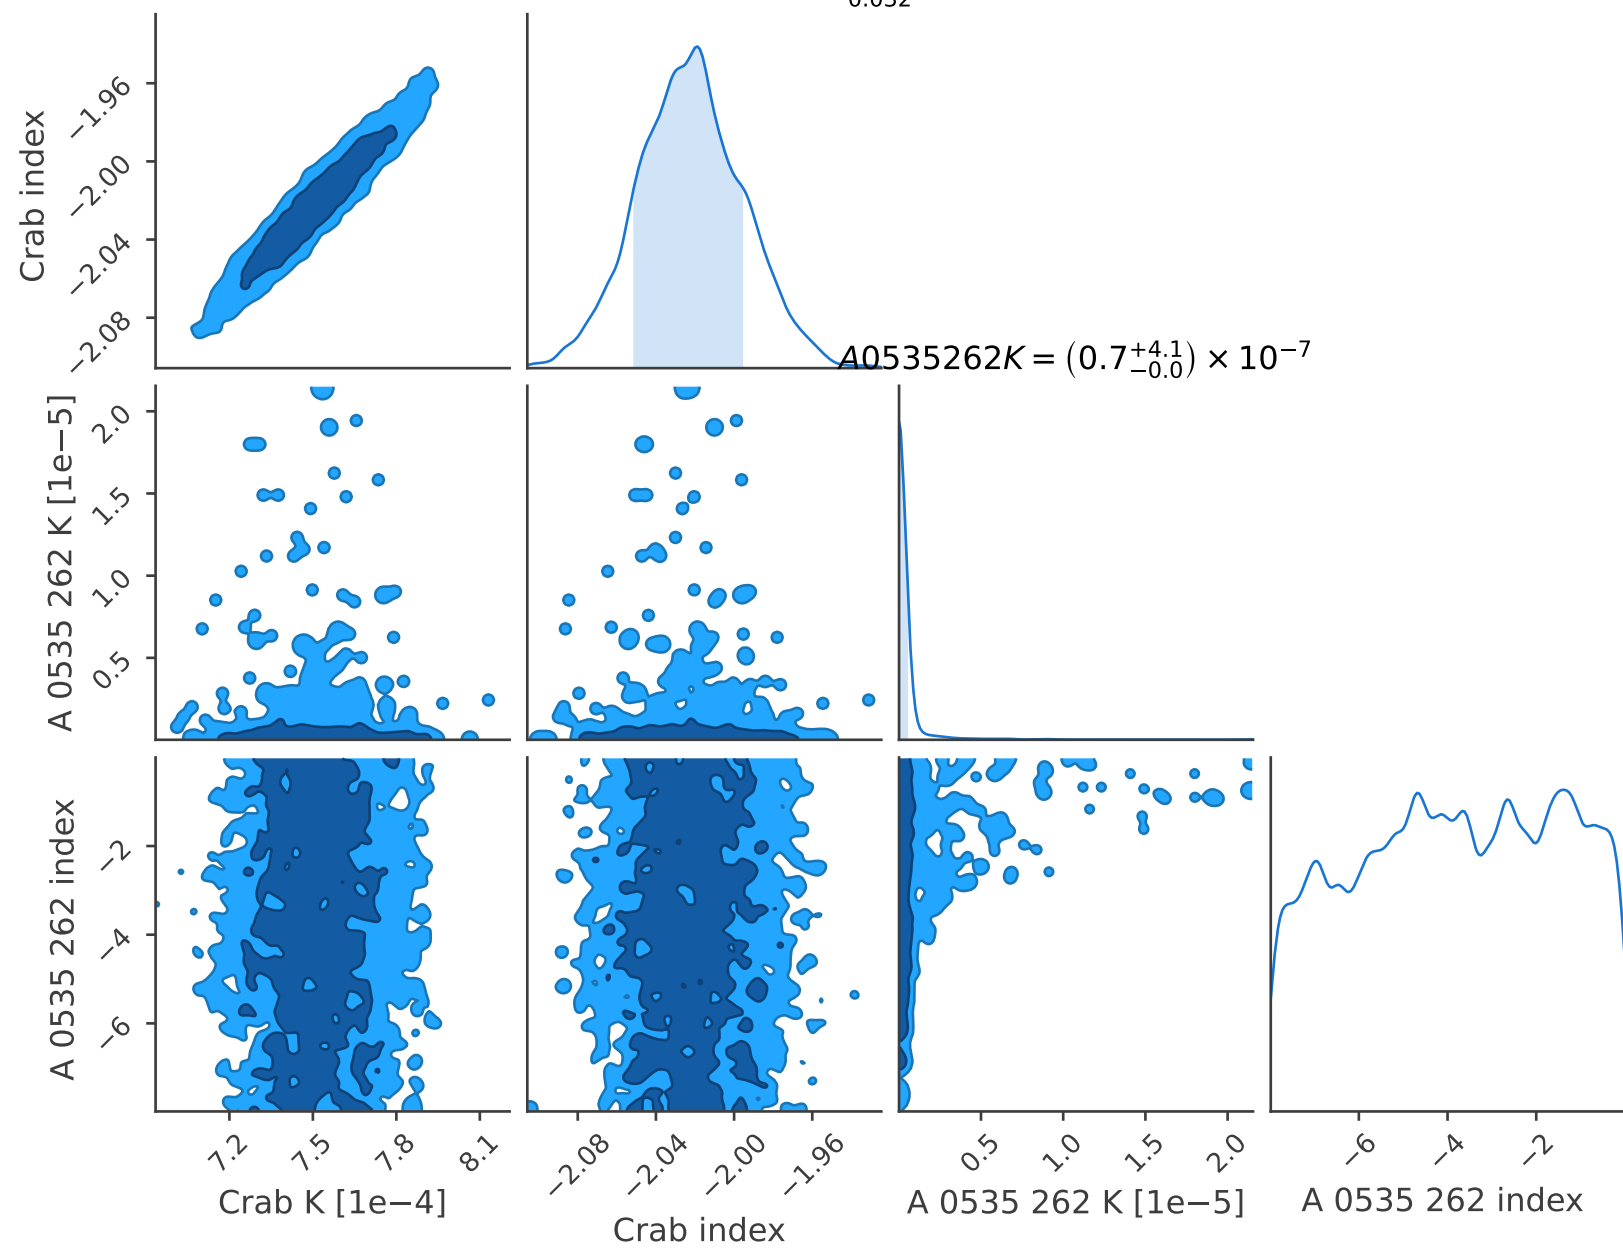 0.032
Crab index
−1.96
−2.00
−2.04
−2.08
A0535262K = (0.7 +4.1 −0.0) × 10−7
A 0535 262 K [1e−5]
2.0
1.5
1.0
0.5
A 0535 262 index
−2
−4
−6
7.2 7.5 7.8 8.1
−2.08 −2.04 −2.00 −1.96
0.5 1.0 1.5 2.0
−6 −4 −2
Crab K [1e−4]
Crab index
A 0535 262 K [1e−5]
A 0535 262 index